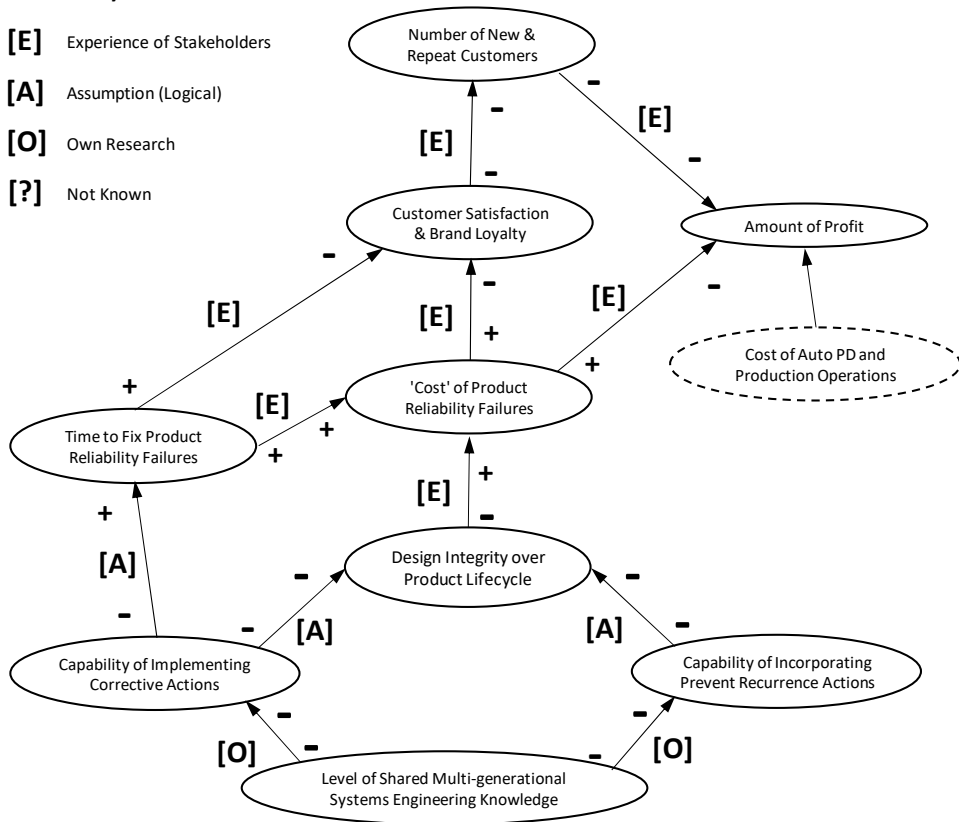 [E] Experience of Stakeholders
[A] Assumption (Logical)
[O] Own Research
[?] Not Known
Number of New &
Repeat Customers
-
-
[E]
-
[E]
-
-
Customer Satisfaction
& Brand Loyalty
Amount of Profit
-
-
-
[E]
[E]
[E]
+
Cost of Auto PD and
Production Operations
+
+
'Cost' of Product
Reliability Failures
[E]
+
+
Time to Fix Product
Reliability Failures
+
+
[E]
-
[A]
Design Integrity over
Product Lifecycle
-
-
-
-
[A]
[A]
-
Capability of Implementing
Corrective Actions
Capability of Incorporating
Prevent Recurrence Actions
-
-
[O]
-
-
[O]
Level of Shared Multi-generational
Systems Engineering Knowledge